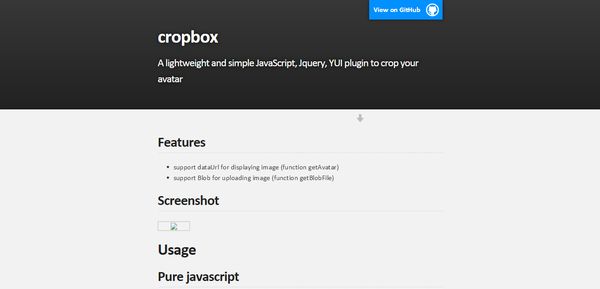 View on GitHub
cropbox
A lightweight and simple JavaScript, Jquery, YUI plugin to crop your
avatar
Features
support dataUrl for displaying image (function getAvatar)
support Blob for uploading image (function getBlobFile)
Screenshot
Usage
Pure javascript